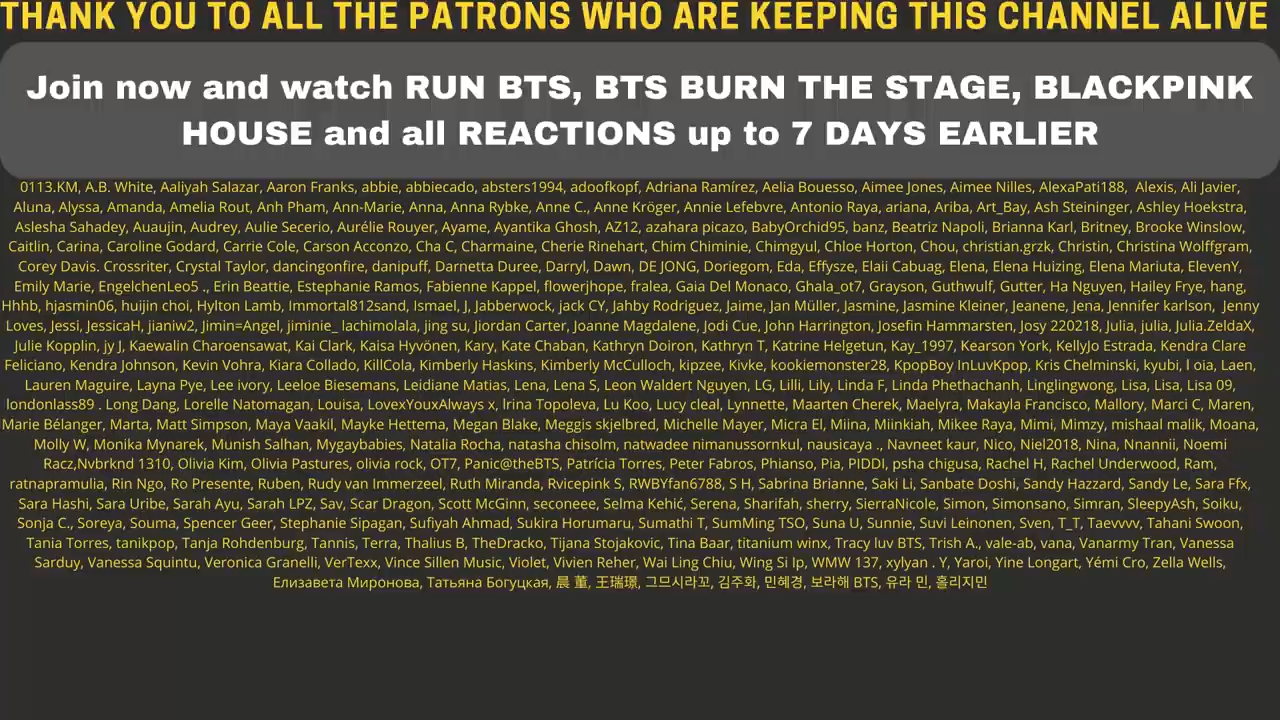 THANK YOU TO ALL THE PATRONS WHO ARE KEEPING THIS CHANNEL ALIVE
Join now and watch RUN BTS, BTS BURN THE STAGE, BLACKPINK
HOUSE and all REACTIONS up to 7 DAYS EARLIER
0113.KM, A.B. White, Aaliyah Salazar, Aaron Franks, abbie, abbiecado, absters1994, adoofkopf, Adriana Ramírez, Aelia Bouesso, Aimee Jones, Aimee Nilles, AlexaPati188, Alexis, Ali Javier,
Aluna, Alyssa, Amanda, Amelia Rout, Anh Pham, Ann-Marie, Anna, Anna Rybke, Anne C., Anne Kröger, Annie Lefebvre, Antonio Raya, ariana, Ariba, Art_Bay, Ash Steininger, Ashley Hoekstra,
Aslesha Sahadey, Auaujin, Audrey, Aulie Secerio, Aurélie Rouyer, Ayame, Ayantika Ghosh, AZ12, azahara picazo, BabyOrchid95, banz, Beatriz Napoli, Brianna Karl, Britney, Brooke Winslow,
Caitlin, Carina, Caroline Godard, Carrie Cole, Carson Acconzo, Cha C, Charmaine, Cherie Rinehart, Chim Chiminie, Chimgyul, Chloe Horton, Chou, christian.grzk, Christin, Christina Wolffgram,
Corey Davis. Crossriter, Crystal Taylor, dancingonfire, danipuff, Darnetta Duree, Darryl, Dawn, DE JONG, Doriegom, Eda, Effysze, Elaii Cabuag, Elena, Elena Huizing, Elena Mariuta, ElevenY,
Emily Marie, EngelchenLeo5 ., Erin Beattie, Estephanie Ramos, Fabienne Kappel, flowerjhope, fralea, Gaia Del Monaco, Ghala_ot7, Grayson, Guthwulf, Gutter, Ha Nguyen, Hailey Frye, hang,
Hhhb, hjasmin06, huijin choi, Hylton Lamb, Immortal812sand, Ismael, J, Jabberwock, jack CY, Jahby Rodriguez, Jaime, Jan Müller, Jasmine, Jasmine Kleiner, Jeanene, Jena, Jennifer karlson, Jenny
Loves, Jessi, JessicaH, jianiw2, Jimin=Angel, jiminie_ lachimolala, jing su, Jiordan Carter, Joanne Magdalene, Jodi Cue, John Harrington, Josefin Hammarsten, Josy 220218, Julia, julia, Julia.ZeldaX,
Julie Kopplin, jy J, Kaewalin Charoensawat, Kai Clark, Kaisa Hyvönen, Kary, Kate Chaban, Kathryn Doiron, Kathryn T, Katrine Helgetun, Kay_1997, Kearson York, KellyJo Estrada, Kendra Clare
Feliciano, Kendra Johnson, Kevin Vohra, Kiara Collado, KillCola, Kimberly Haskins, Kimberly McCulloch, kipzee, Kivke, kookiemonster28, KpopBoy InLuvKpop, Kris Chelminski, kyubi, l oia, Laen,
Lauren Maguire, Layna Pye, Lee ivory, Leeloe Biesemans, Leidiane Matias, Lena, Lena S, Leon Waldert Nguyen, LG, Lilli, Lily, Linda F, Linda Phethachanh, Linglingwong, Lisa, Lisa, Lisa 09,
londonlass89 . Long Dang, Lorelle Natomagan, Louisa, LovexYouxAlways x, lrina Topoleva, Lu Koo, Lucy cleal, Lynnette, Maarten Cherek, Maelyra, Makayla Francisco, Mallory, Marci C, Maren,
Marie Bélanger, Marta, Matt Simpson, Maya Vaakil, Mayke Hettema, Megan Blake, Meggis skjelbred, Michelle Mayer, Micra El, Miina, Miinkiah, Mikee Raya, Mimi, Mimzy, mishaal malik, Moana,
Molly W, Monika Mynarek, Munish Salhan, Mygaybabies, Natalia Rocha, natasha chisolm, natwadee nimanussornkul, nausicaya ., Navneet kaur, Nico, Niel2018, Nina, Nnannii, Noemi
Racz,Nvbrknd 1310, Olivia Kim, Olivia Pastures, olivia rock, OT7, Panic@theBTS, Patrícia Torres, Peter Fabros, Phianso, Pia, PIDDI, psha chigusa, Rachel H, Rachel Underwood, Ram,
ratnapramulia, Rin Ngo, Ro Presente, Ruben, Rudy van Immerzeel, Ruth Miranda, Rvicepink S, RWBYfan6788, S H, Sabrina Brianne, Saki Li, Sanbate Doshi, Sandy Hazzard, Sandy Le, Sara Ffx,
Sara Hashi, Sara Uribe, Sarah Ayu, Sarah LPZ, Sav, Scar Dragon, Scott McGinn, seconeee, Selma Kehić, Serena, Sharifah, sherry, SierraNicole, Simon, Simonsano, Simran, SleepyAsh, Soiku,
Sonja C., Soreya, Souma, Spencer Geer, Stephanie Sipagan, Sufiyah Ahmad, Sukira Horumaru, Sumathi T, SumMing TSO, Suna U, Sunnie, Suvi Leinonen, Sven, T_T, Taevvvv, Tahani Swoon,
Tania Torres, tanikpop, Tanja Rohdenburg, Tannis, Terra, Thalius B, TheDracko, Tijana Stojakovic, Tina Baar, titanium winx, Tracy luv BTS, Trish A., vale-ab, vana, Vanarmy Tran, Vanessa
Sarduy, Vanessa Squintu, Veronica Granelli, VerTexx, Vince Sillen Music, Violet, Vivien Reher, Wai Ling Chiu, Wing Si Ip, WMW 137, xylyan . Y, Yaroi, Yine Longart, Yémi Cro, Zella Wells,
Елизавета Миронова, Татьяна Богуцкая, 晨 董, 王瑞璟, 그므시라꼬, 김주화, 민혜경, 보라해 BTS, 유라 민, 홀리지민